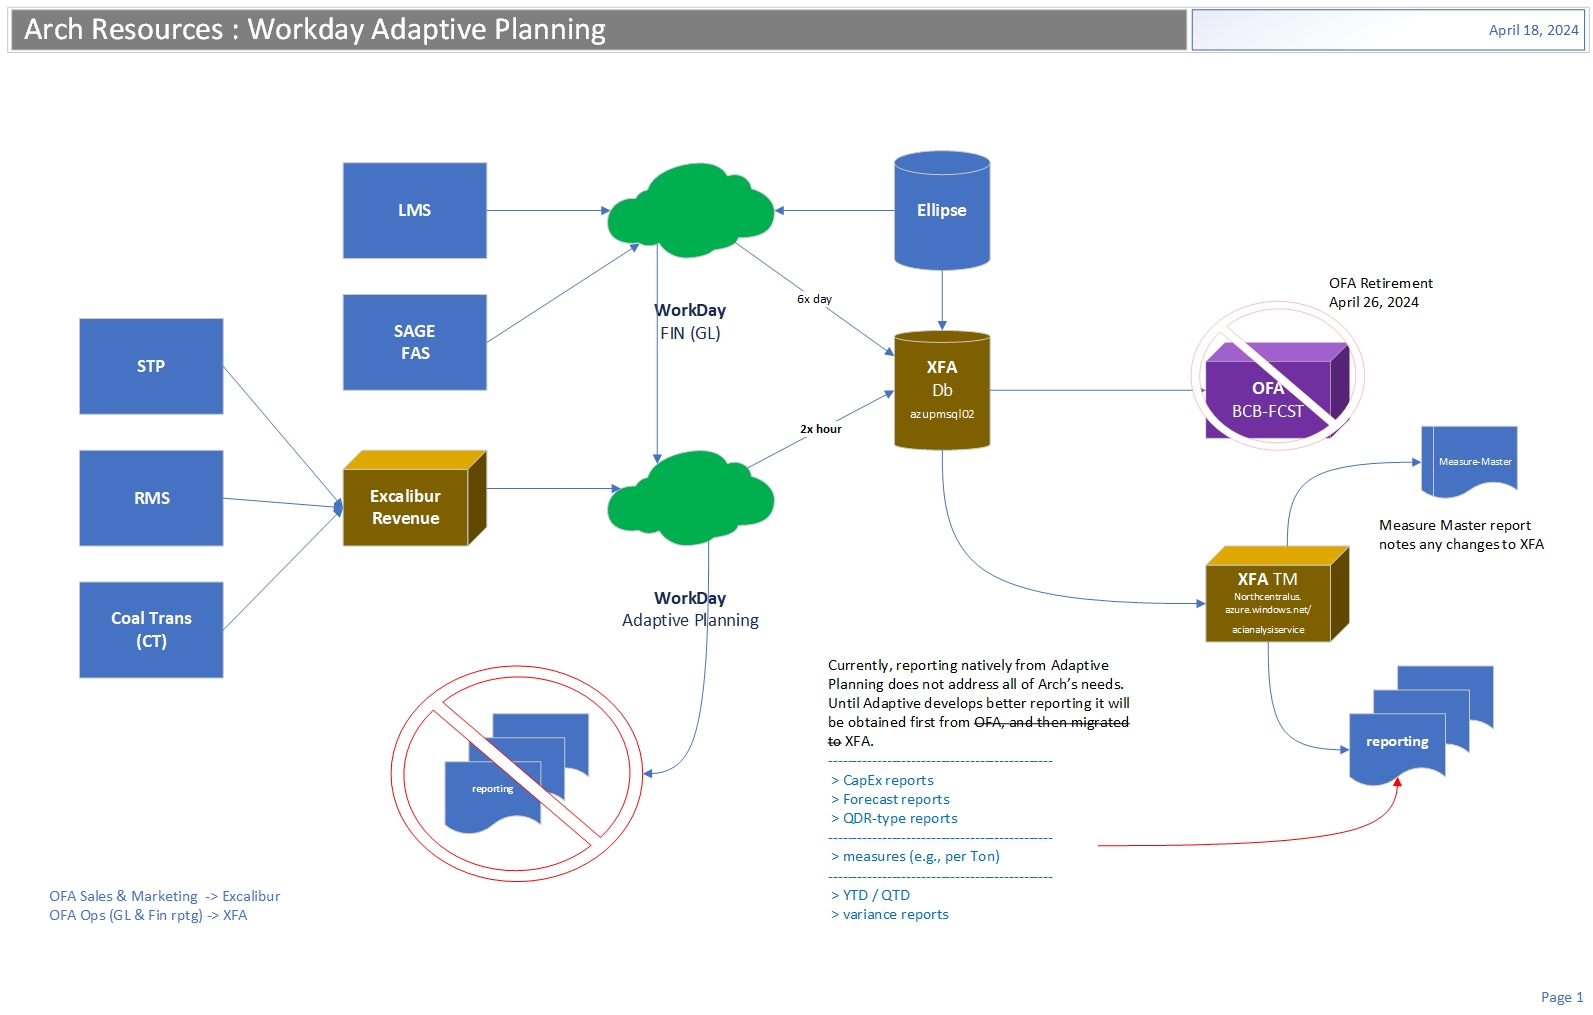 Arch Resources : Workday Adaptive Planning
April 18, 2024
LMS
Ellipse
SAGE
FAS
WorkDay
FIN (GL)
6x day
OFA Retirement
April 26, 2024
STP
XFA
Db
azupmsql02
OFA
BCB-FCST
2x hour
RMS
Excalibur
Revenue
Measure-Master
Measure Master report
notes any changes to XFA
Coal Trans
(CT)
WorkDay
Adaptive Planning
XFA TM
Northcentralus.
azure.windows.net/
acianalysiservice
Currently, reporting natively from Adaptive
Planning does not address all of Arch's needs.
Until Adaptive develops better reporting it will
be obtained first from OFA, and then migrated
to XFA.
---------------------------------------------
> CapEx reports
> Forecast reports
> QDR-type reports
---------------------------------------------
> measures (e.g., per Ton)
---------------------------------------------
> YTD / QTD
> variance reports
reporting
reporting
OFA Sales & Marketing -> Excalibur
OFA Ops (GL & Fin rptg) -> XFA
Page 1